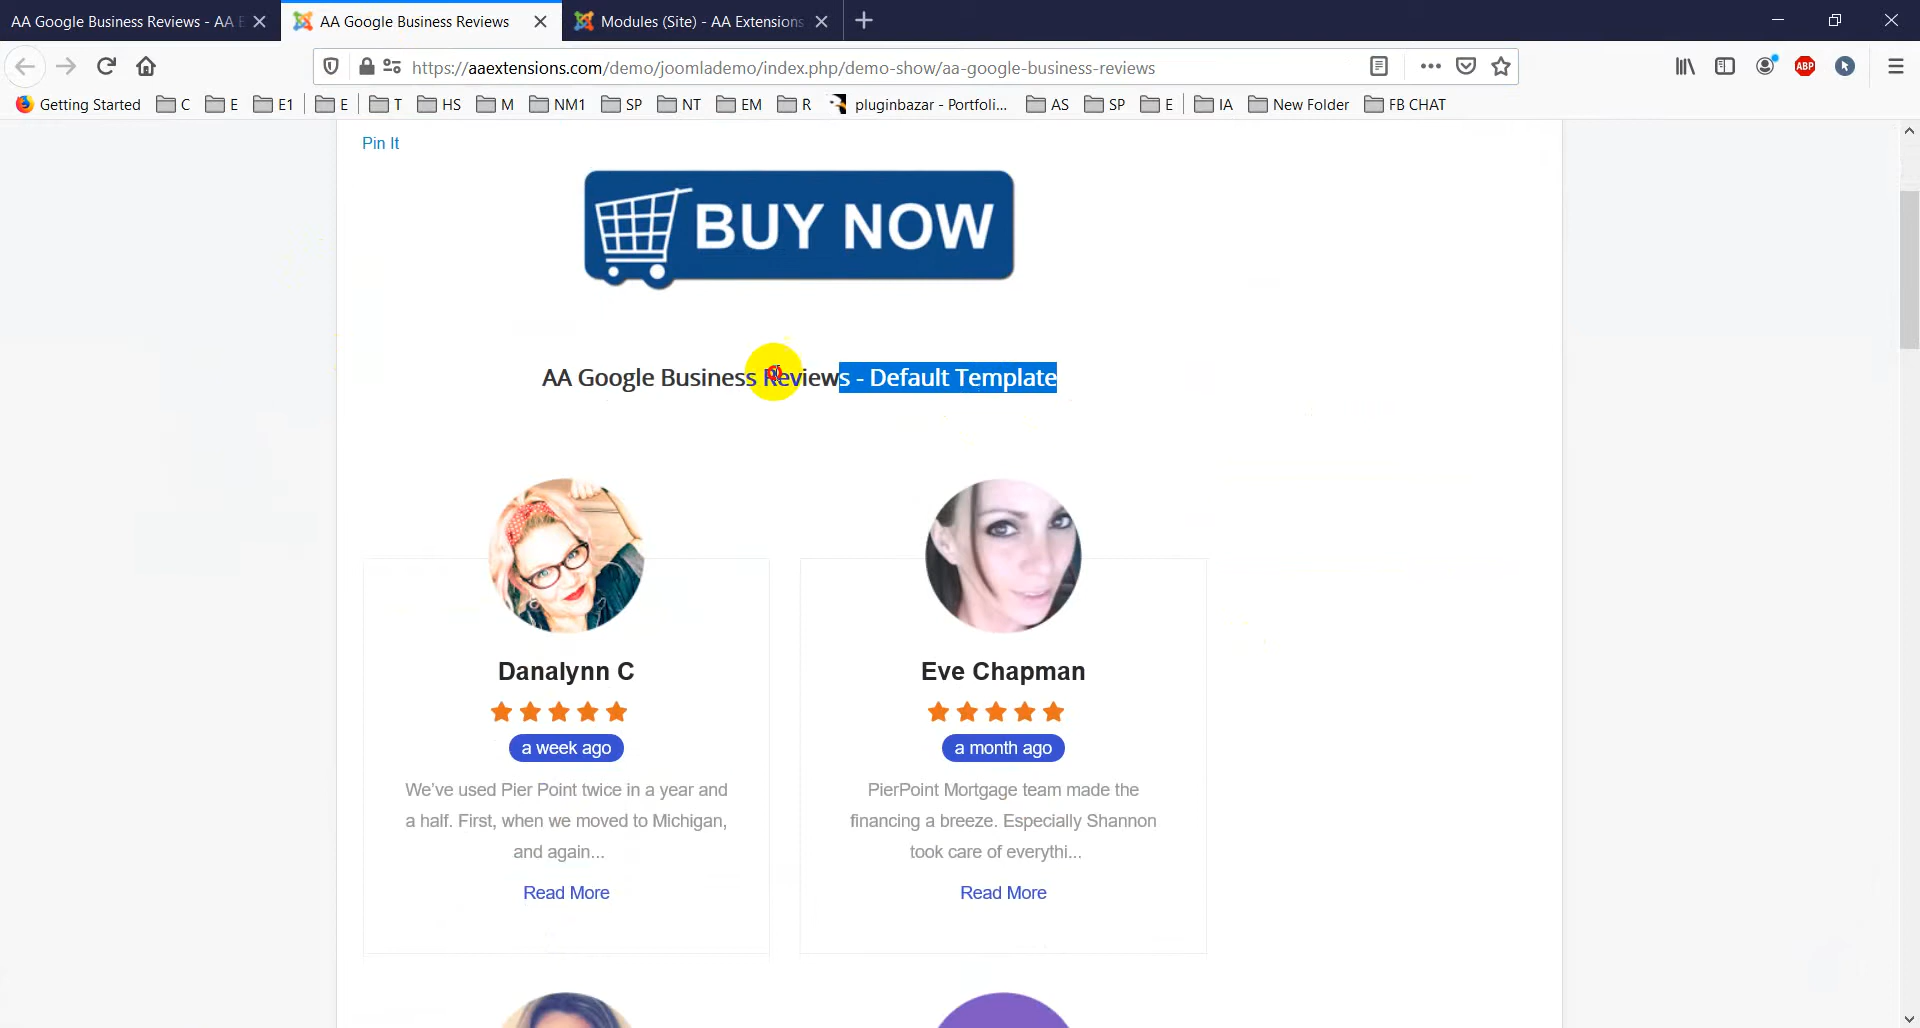 AA Google Business Reviews - AA E
AA Google Business Reviews
Modules (Site) - AA Extensions
https://aaextensions.com/demo/joomlademo/index.php/demo-show/aa-google-business-reviews
ABP
Getting Started C E E1 E T HS M NM1 SP NT EM R pluginbazar - Portfoli... AS SP E IA New Folder FB CHAT
Pin It
BUY NOW
AA Google Business Reviews - Default Template
Danalynn C
a week ago
We've used Pier Point twice in a year and
a half. First, when we moved to Michigan,
and again...
Read More
Eve Chapman
a month ago
PierPoint Mortgage team made the
financing a breeze. Especially Shannon
took care of everythi...
Read More